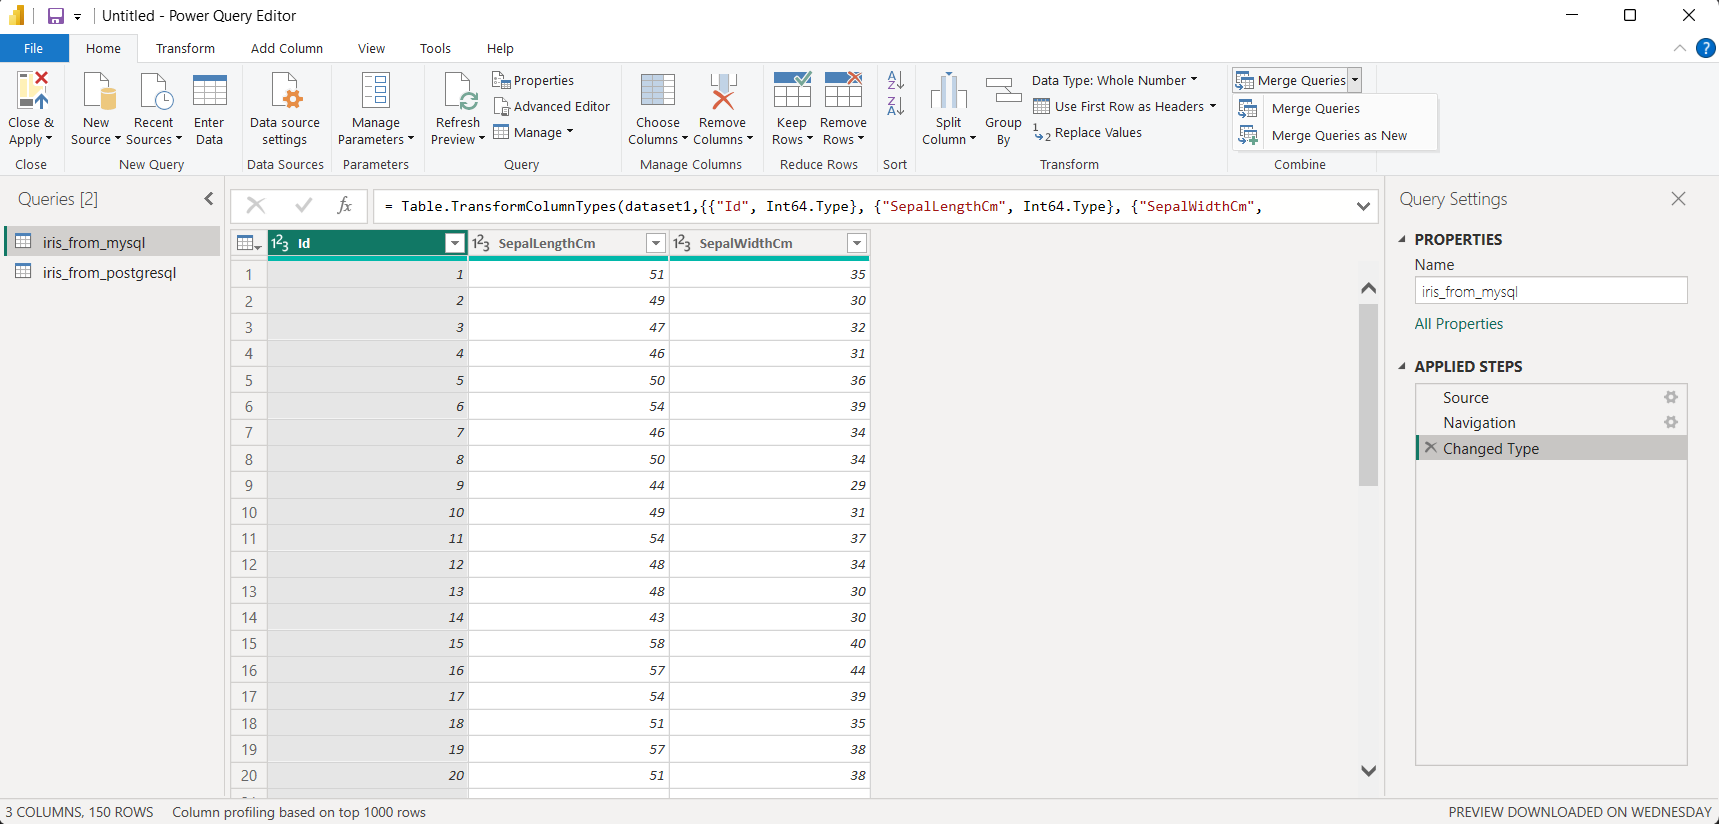 Untitled - Power Query Editor
File Home Transform Add Column View Tools Help
Close & Apply
Close
New Source
Recent Sources
Enter Data
New Query
Data source settings
Data Sources
Manage Parameters
Parameters
Refresh Preview
Properties
Advanced Editor
Manage
Query
Choose Columns
Remove Columns
Manage Columns
Keep Rows
Remove Rows
Reduce Rows
Sort
Split Column
Group By
Data Type: Whole Number
Use First Row as Headers
Replace Values
Transform
Merge Queries
Merge Queries
Merge Queries as New
Combine
Queries [2]
iris_from_mysql
iris_from_postgresql
fx = Table.TransformColumnTypes(dataset1,{{"Id", Int64.Type}, {"SepalLengthCm", Int64.Type}, {"SepalWidthCm",
123 Id 123 SepalLengthCm 123 SepalWidthCm
1 1 51 35
2 2 49 30
3 3 47 32
4 4 46 31
5 5 50 36
6 6 54 39
7 7 46 34
8 8 50 34
9 9 44 29
10 10 49 31
11 11 54 37
12 12 48 34
13 13 48 30
14 14 43 30
15 15 58 40
16 16 57 44
17 17 54 39
18 18 51 35
19 19 57 38
20 20 51 38
Query Settings
PROPERTIES
Name
iris_from_mysql
All Properties
APPLIED STEPS
Source
Navigation
Changed Type
3 COLUMNS, 150 ROWS Column profiling based on top 1000 rows
PREVIEW DOWNLOADED ON WEDNESDAY